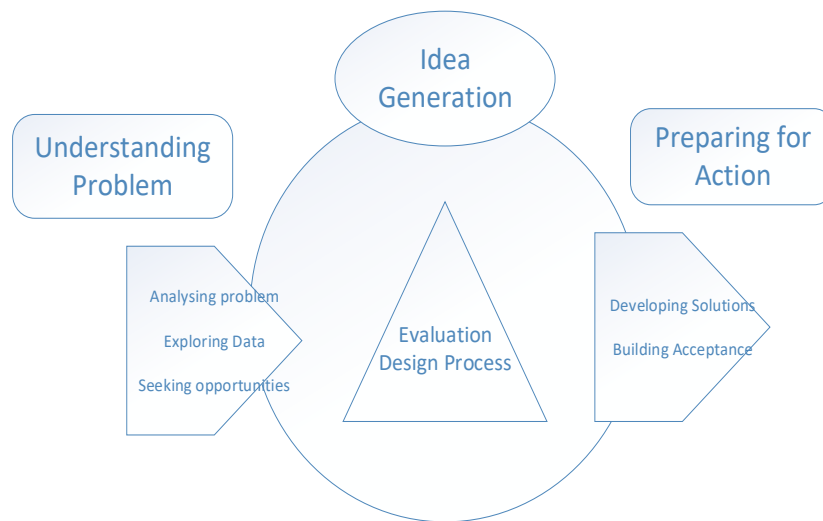 Idea
Generation
Understanding
Problem
Preparing for
Action
Analysing problem
Exploring Data
Seeking opportunities
Evaluation
Design Process
Developing Solutions
Building Acceptance